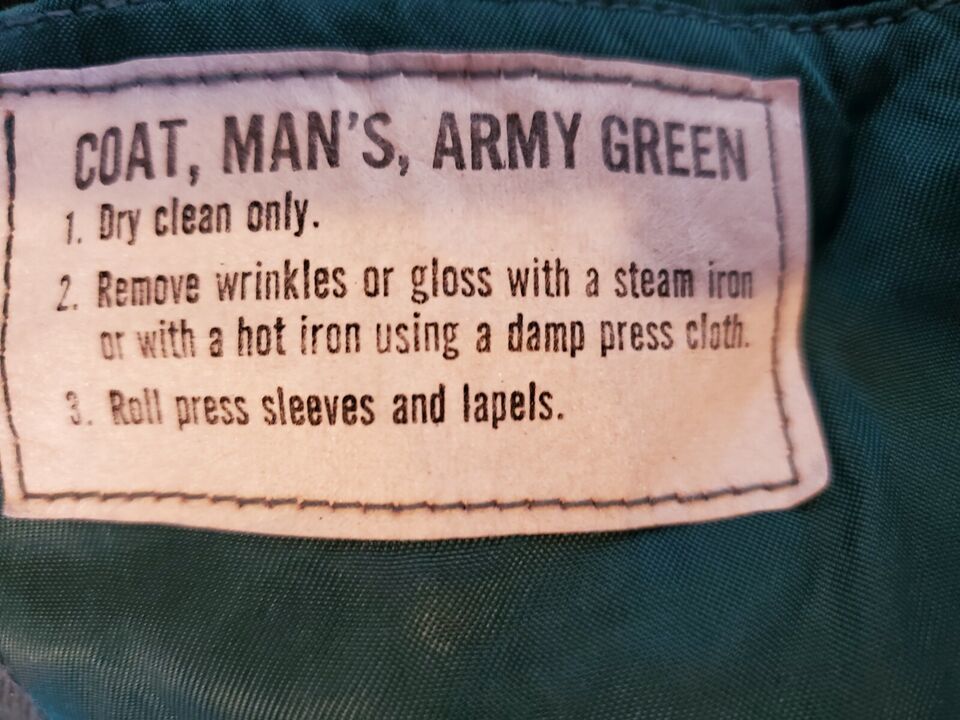 COAT, MAN'S, ARMY GREEN
1. Dry clean only.
2. Remove wrinkles or gloss with a steam iron
or with a hot iron using a damp press cloth.
3. Roll press sleeves and lapels.